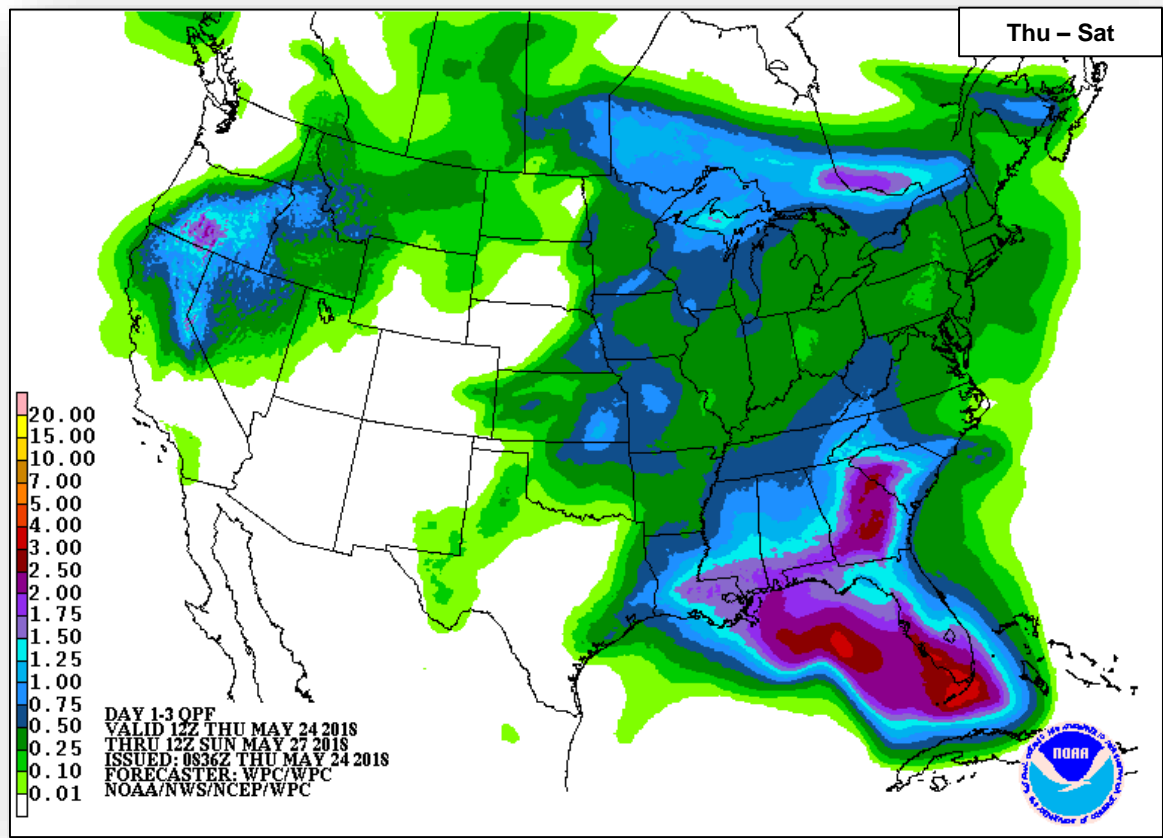 Thu – Sat
20.00
15.00
10.00
7.00
5.00
4.00
3.00
2.50
2.00
1.75
1.50
1.25
1.00
0.75
0.50
0.25
0.10
0.01
DAY 1-3 QPF
VALID 12Z THU MAY 24 2018
THRU 12Z SUN MAY 27 2018
ISSUED: 0836Z THU MAY 24 2018
FORECASTER: WPC/WPC
NOAA/NWS/NCEP/WPC
NOAA